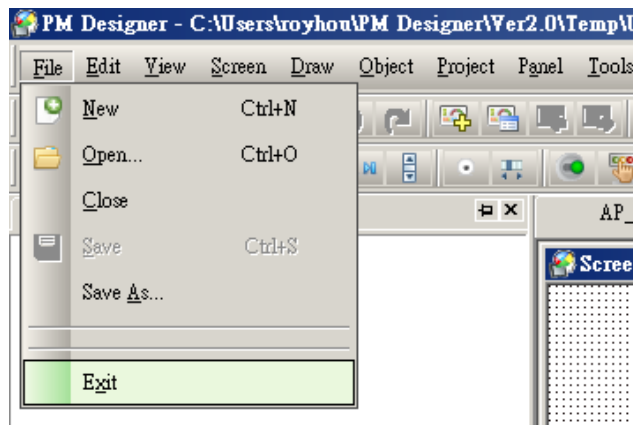 PM Designer - C:\Users\royhou\PM Designer\Ver2.0\Temp\
File Edit View Screen Draw Object Project Panel Tools
New Ctrl+N
Open... Ctrl+O
Close
Save Ctrl+S
Save As...
Exit
AP_
Scree